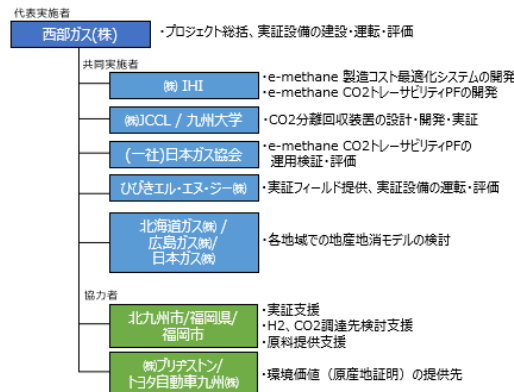 代表実施者
西部ガス(株)
・プロジェクト総括、実証設備の建設・運転・評価
共同実施者
㈱ IHI
・e-methane 製造コスト最適化システムの開発
・e-methane CO2トレーサビリティPFの開発
㈱JCCL / 九州大学
・CO2分離回収装置の設計・開発・実証
(一社)日本ガス協会
・e-methane CO2トレーサビリティPFの
運用検証・評価
ひびきエル・エヌ・ジー㈱
・実証フィールド提供、実証設備の運転・評価
北海道ガス㈱ /
広島ガス㈱/
日本ガス㈱
・各地域での地産地消モデルの検討
協力者
北九州市/福岡県/
福岡市
・実証支援
・H2、CO2調達先検討支援
・原料提供支援
㈱ブリヂストン/
トヨタ自動車九州㈱
・環境価値（原産地証明）の提供先